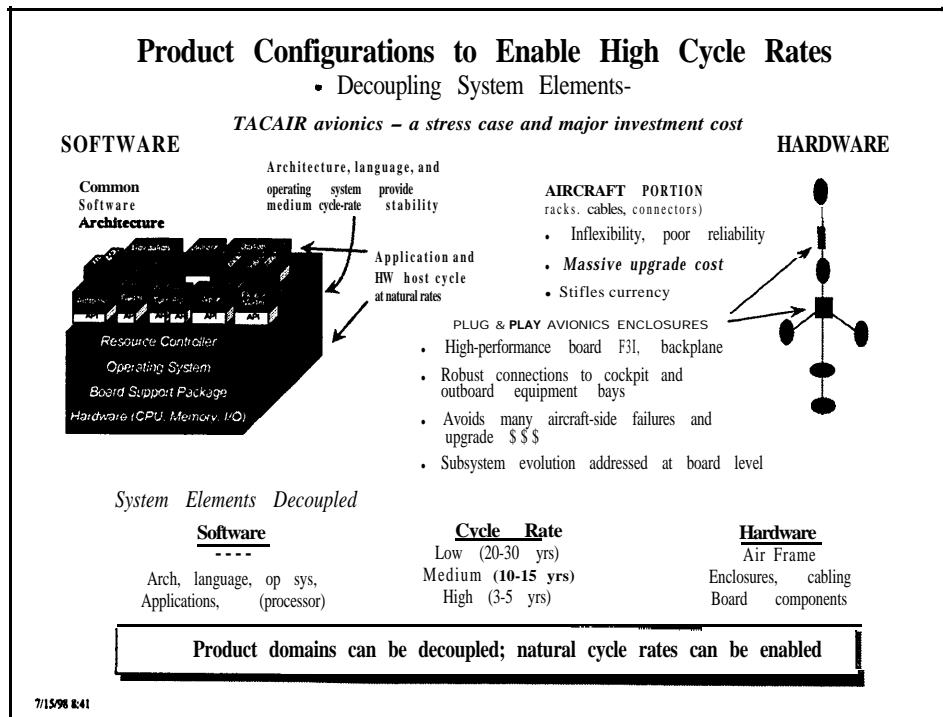 Product Configurations to Enable High Cycle Rates
• Decoupling System Elements-
TACAIR avionics – a stress case and major investment cost
SOFTWARE
HARDWARE
Common
Software
Architecture
Architecture, language, and
operating system provide
medium cycle-rate stability
Application and
HW host cycle
at natural rates
API
API
API
API
API
API
Resource Controller
Operating System
Board Support Package
Hardware (CPU, Memory, I/O)
AIRCRAFT PORTION
racks. cables, connectors)
• Inflexibility, poor reliability
• Massive upgrade cost
• Stifles currency
PLUG & PLAY AVIONICS ENCLOSURES
• High-performance board F3I, backplane
• Robust connections to cockpit and
outboard equipment bays
• Avoids many aircraft-side failures and
upgrade $$$
• Subsystem evolution addressed at board level
System Elements Decoupled
Software
- - - -
Arch, language, op sys,
Applications, (processor)
Cycle Rate
Low (20-30 yrs)
Medium (10-15 yrs)
High (3-5 yrs)
Hardware
Air Frame
Enclosures, cabling
Board components
Product domains can be decoupled; natural cycle rates can be enabled
7/15/98 8:41